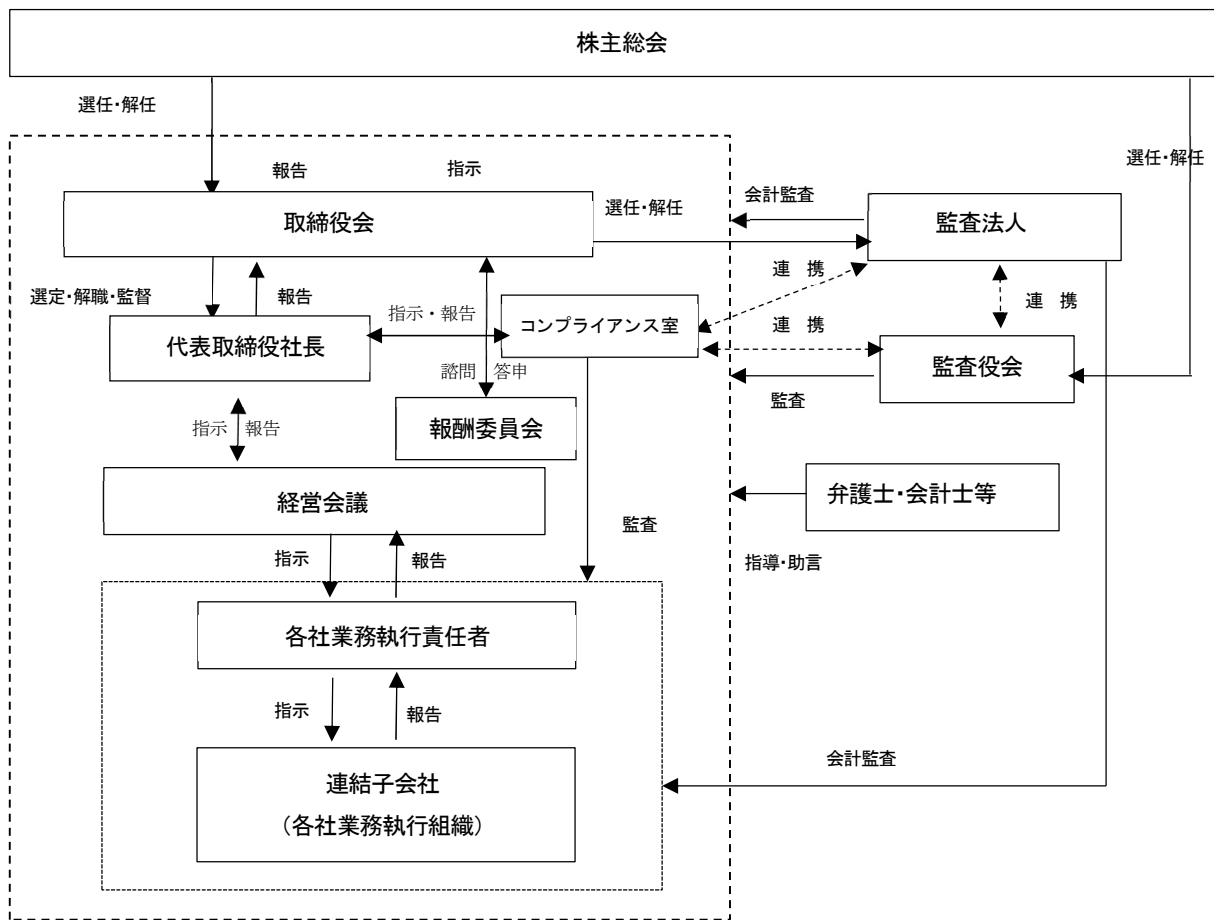 株主総会
選任・解任
選任・解任
報告
指示
取締役会
選任・解任
会計監査
監査法人
連　携
連　携
選定・解職・監督
報告
指示・報告
コンプライアンス室
連　携
代表取締役社長
諮問
答申
監査役会
監査
報酬委員会
指示
報告
経営会議
弁護士・会計士等
監査
指示
報告
指導・助言
各社業務執行責任者
指示
報告
会計監査
連結子会社
（各社業務執行組織）